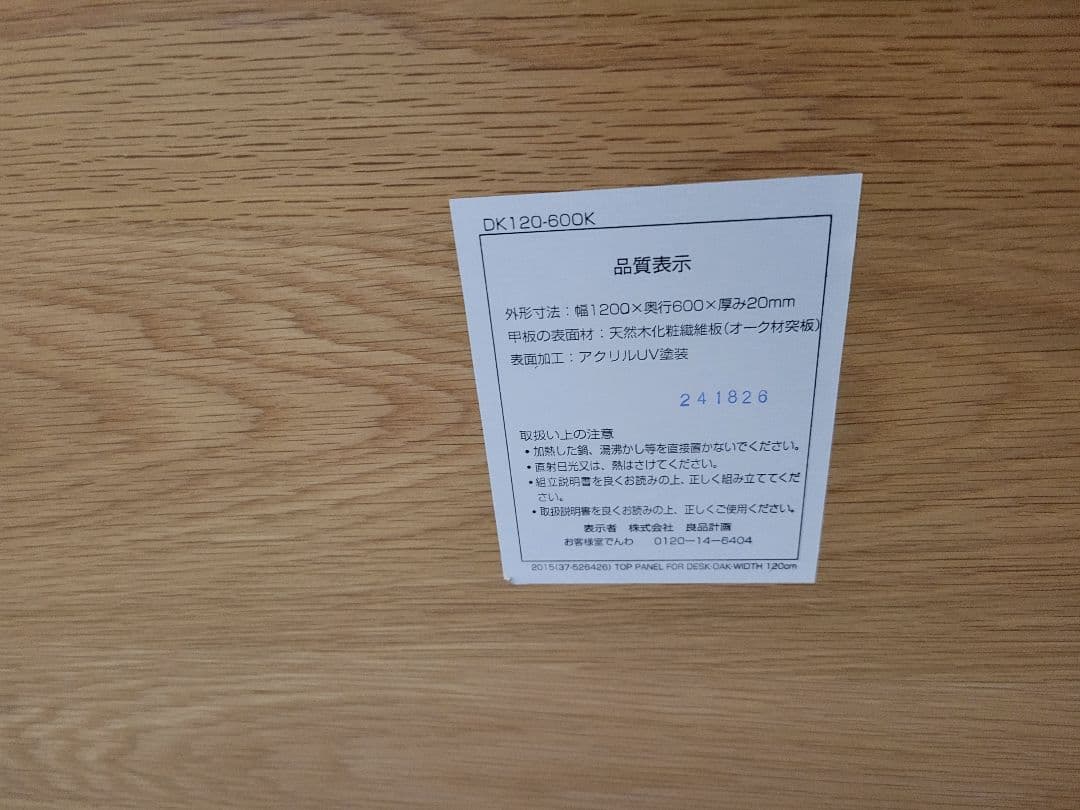 DK120-600K
品質表示
外形寸法：幅1200×奥行600×厚み20mm
甲板の表面材：天然木化粧繊維板(オーク材突板)
表面加工：アクリルUV塗装
241826
取扱い上の注意
•加熱した鍋、湯沸かし等を直接置かないでください。
•直射日光又は、熱はさけてください。
•組立説明書を良くお読みの上、正しく組み立ててくだ
さい。
•取扱説明書を良くお読みの上、正しくご使用ください。
表示者 株式会社 良品計画
お客様室でんわ 0120-14-6404
2015(37-526426) TOP PANEL FOR DESK·OAK·WIDTH 120cm